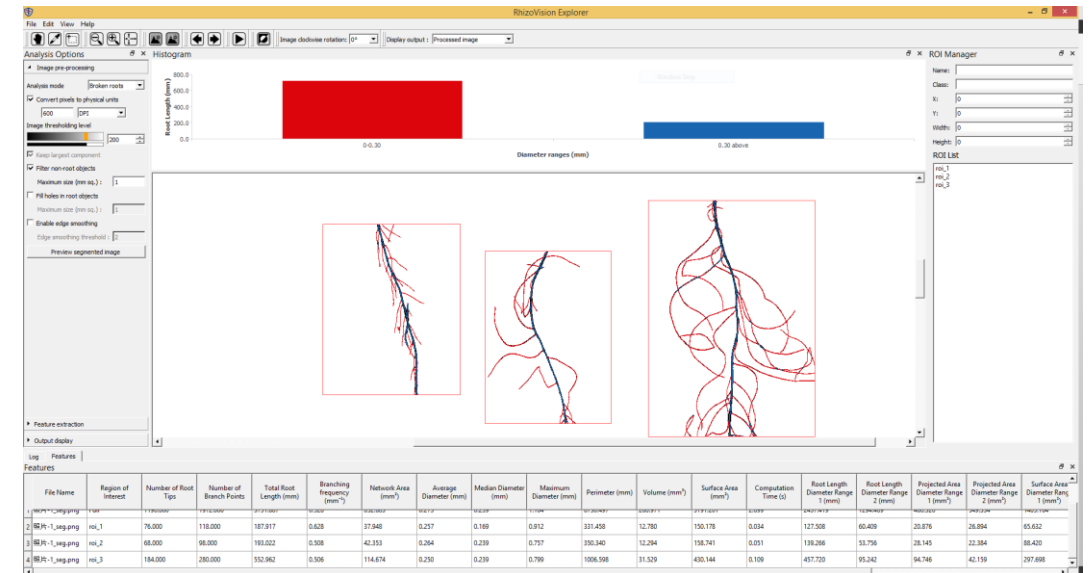 RhizoVision Explorer
File Edit View Help
Image clockwise rotation: 0° Display output : Processed image
Analysis Options
Histogram
ROI Manager
Image pre-processing
Analysis mode Broken roots
Convert pixels to physical units
600 DPI
Image thresholding level
200
Keep largest component
Filter non-root objects
Maximum size (mm sq.) : 1
Fill holes in root objects
Maximum size (mm sq.) : 1
Enable edge smoothing
Edge smoothing threshold : 2
Preview segmented image
Feature extraction
Output display
Root Length (mm)
800.0
600.0
400.0
200.0
0.0
0-0.30
0.30 above
Diameter ranges (mm)
Name:
Class:
X: 0
Y: 0
Width: 0
Height: 0
ROI List
roi_1
roi_2
roi_3
Log Features
Features
File Name Region of Interest Number of Root Tips Number of Branch Points Total Root Length (mm) Branching frequency (mm⁻¹) Network Area (mm²) Average Diameter (mm) Median Diameter (mm) Maximum Diameter (mm) Perimeter (mm) Volume (mm³) Surface Area (mm²) Computation Time (s) Root Length Diameter Range 1 (mm) Root Length Diameter Range 2 (mm) Projected Area Diameter Range 1 (mm²) Projected Area Diameter Range 2 (mm²) Surface Area Diameter Rang 1 (mm²)
2 照片-1_seg.png roi_1 76.000 118.000 187.917 0.628 37.948 0.257 0.169 0.912 331.458 12.780 150.178 0.034 127.508 60.409 20.876 26.894 65.632
3 照片-1_seg.png roi_2 68.000 98.000 193.022 0.508 42.353 0.264 0.239 0.757 350.340 12.294 158.741 0.051 139.266 53.756 28.145 22.384 88.420
4 照片-1_seg.png roi_3 184.000 280.000 552.962 0.506 114.674 0.250 0.239 0.799 1006.598 31.529 430.144 0.109 457.720 95.242 94.746 42.159 297.698